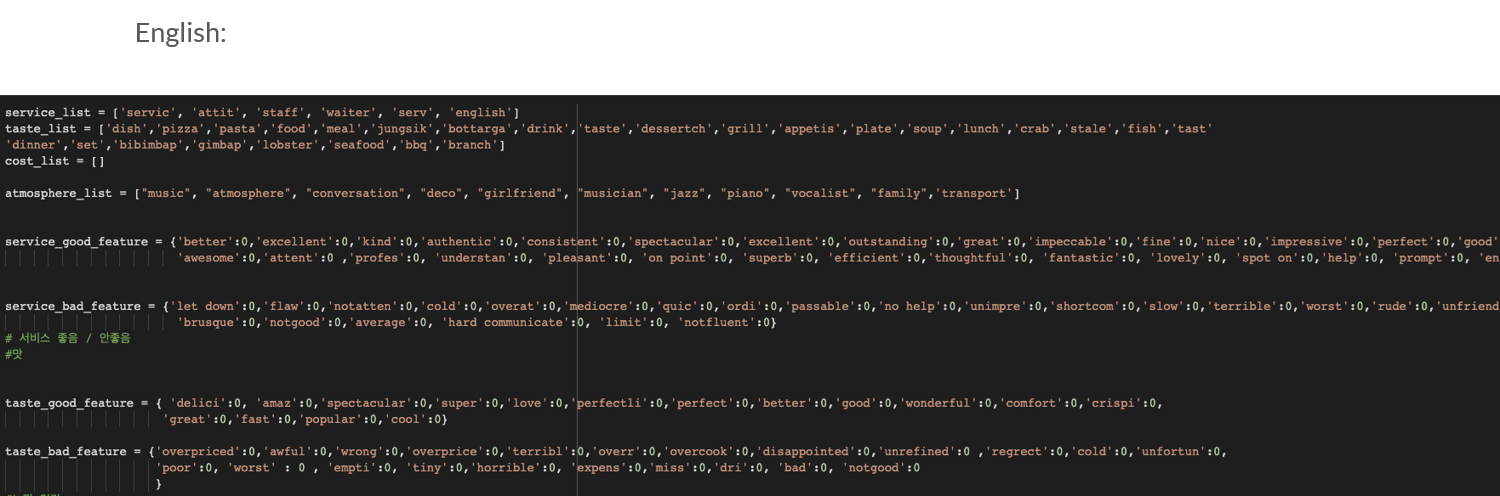 English:
service_list = ['servic', 'attit', 'staff', 'waiter', 'serv', 'english']
taste_list = ['dish','pizza','pasta','food','meal','jungsik','bottarga','drink','taste','dessertch','grill','appetis','plate','soup','lunch','crab','stale','fish','tast'
'dinner','set','bibimbap','gimbap','lobster','seafood','bbq','branch']
cost_list = []
atmosphere_list = ["music", "atmosphere", "conversation", "deco", "girlfriend", "musician", "jazz", "piano", "vocalist", "family",'transport']
service_good_feature = {'better':0,'excellent':0,'kind':0,'authentic':0,'consistent':0,'spectacular':0,'excellent':0,'outstanding':0,'great':0,'impeccable':0,'fine':0,'nice':0,'impressive':0,'perfect':0,'good'
'awesome':0,'attent':0 ,'profes':0, 'understan':0, 'pleasant':0, 'on point':0, 'superb':0, 'efficient':0,'thoughtful':0, 'fantastic':0, 'lovely':0, 'spot on':0,'help':0, 'prompt':0, 'en
service_bad_feature = {'let down':0,'flaw':0,'notatten':0,'cold':0,'overat':0,'mediocre':0,'quic':0,'ordi':0,'passable':0,'no help':0,'unimpre':0,'shortcom':0,'slow':0,'terrible':0,'worst':0,'rude':0,'unfriend
'brusque':0,'notgood':0,'average':0, 'hard communicate':0, 'limit':0, 'notfluent':0}
# 서비스 좋음 / 안좋음
#맛
taste_good_feature = { 'delici':0, 'amaz':0,'spectacular':0,'super':0,'love':0,'perfectli':0,'perfect':0,'better':0,'good':0,'wonderful':0,'comfort':0,'crispi':0,
'great':0,'fast':0,'popular':0,'cool':0}
taste_bad_feature = {'overpriced':0,'awful':0,'wrong':0,'overprice':0,'terribl':0,'overr':0,'overcook':0,'disappointed':0,'unrefined':0 ,'regrect':0,'cold':0,'unfortun':0,
'poor':0, 'worst' : 0 , 'empti':0, 'tiny':0,'horrible':0, 'expens':0,'miss':0,'dri':0, 'bad':0, 'notgood':0
}